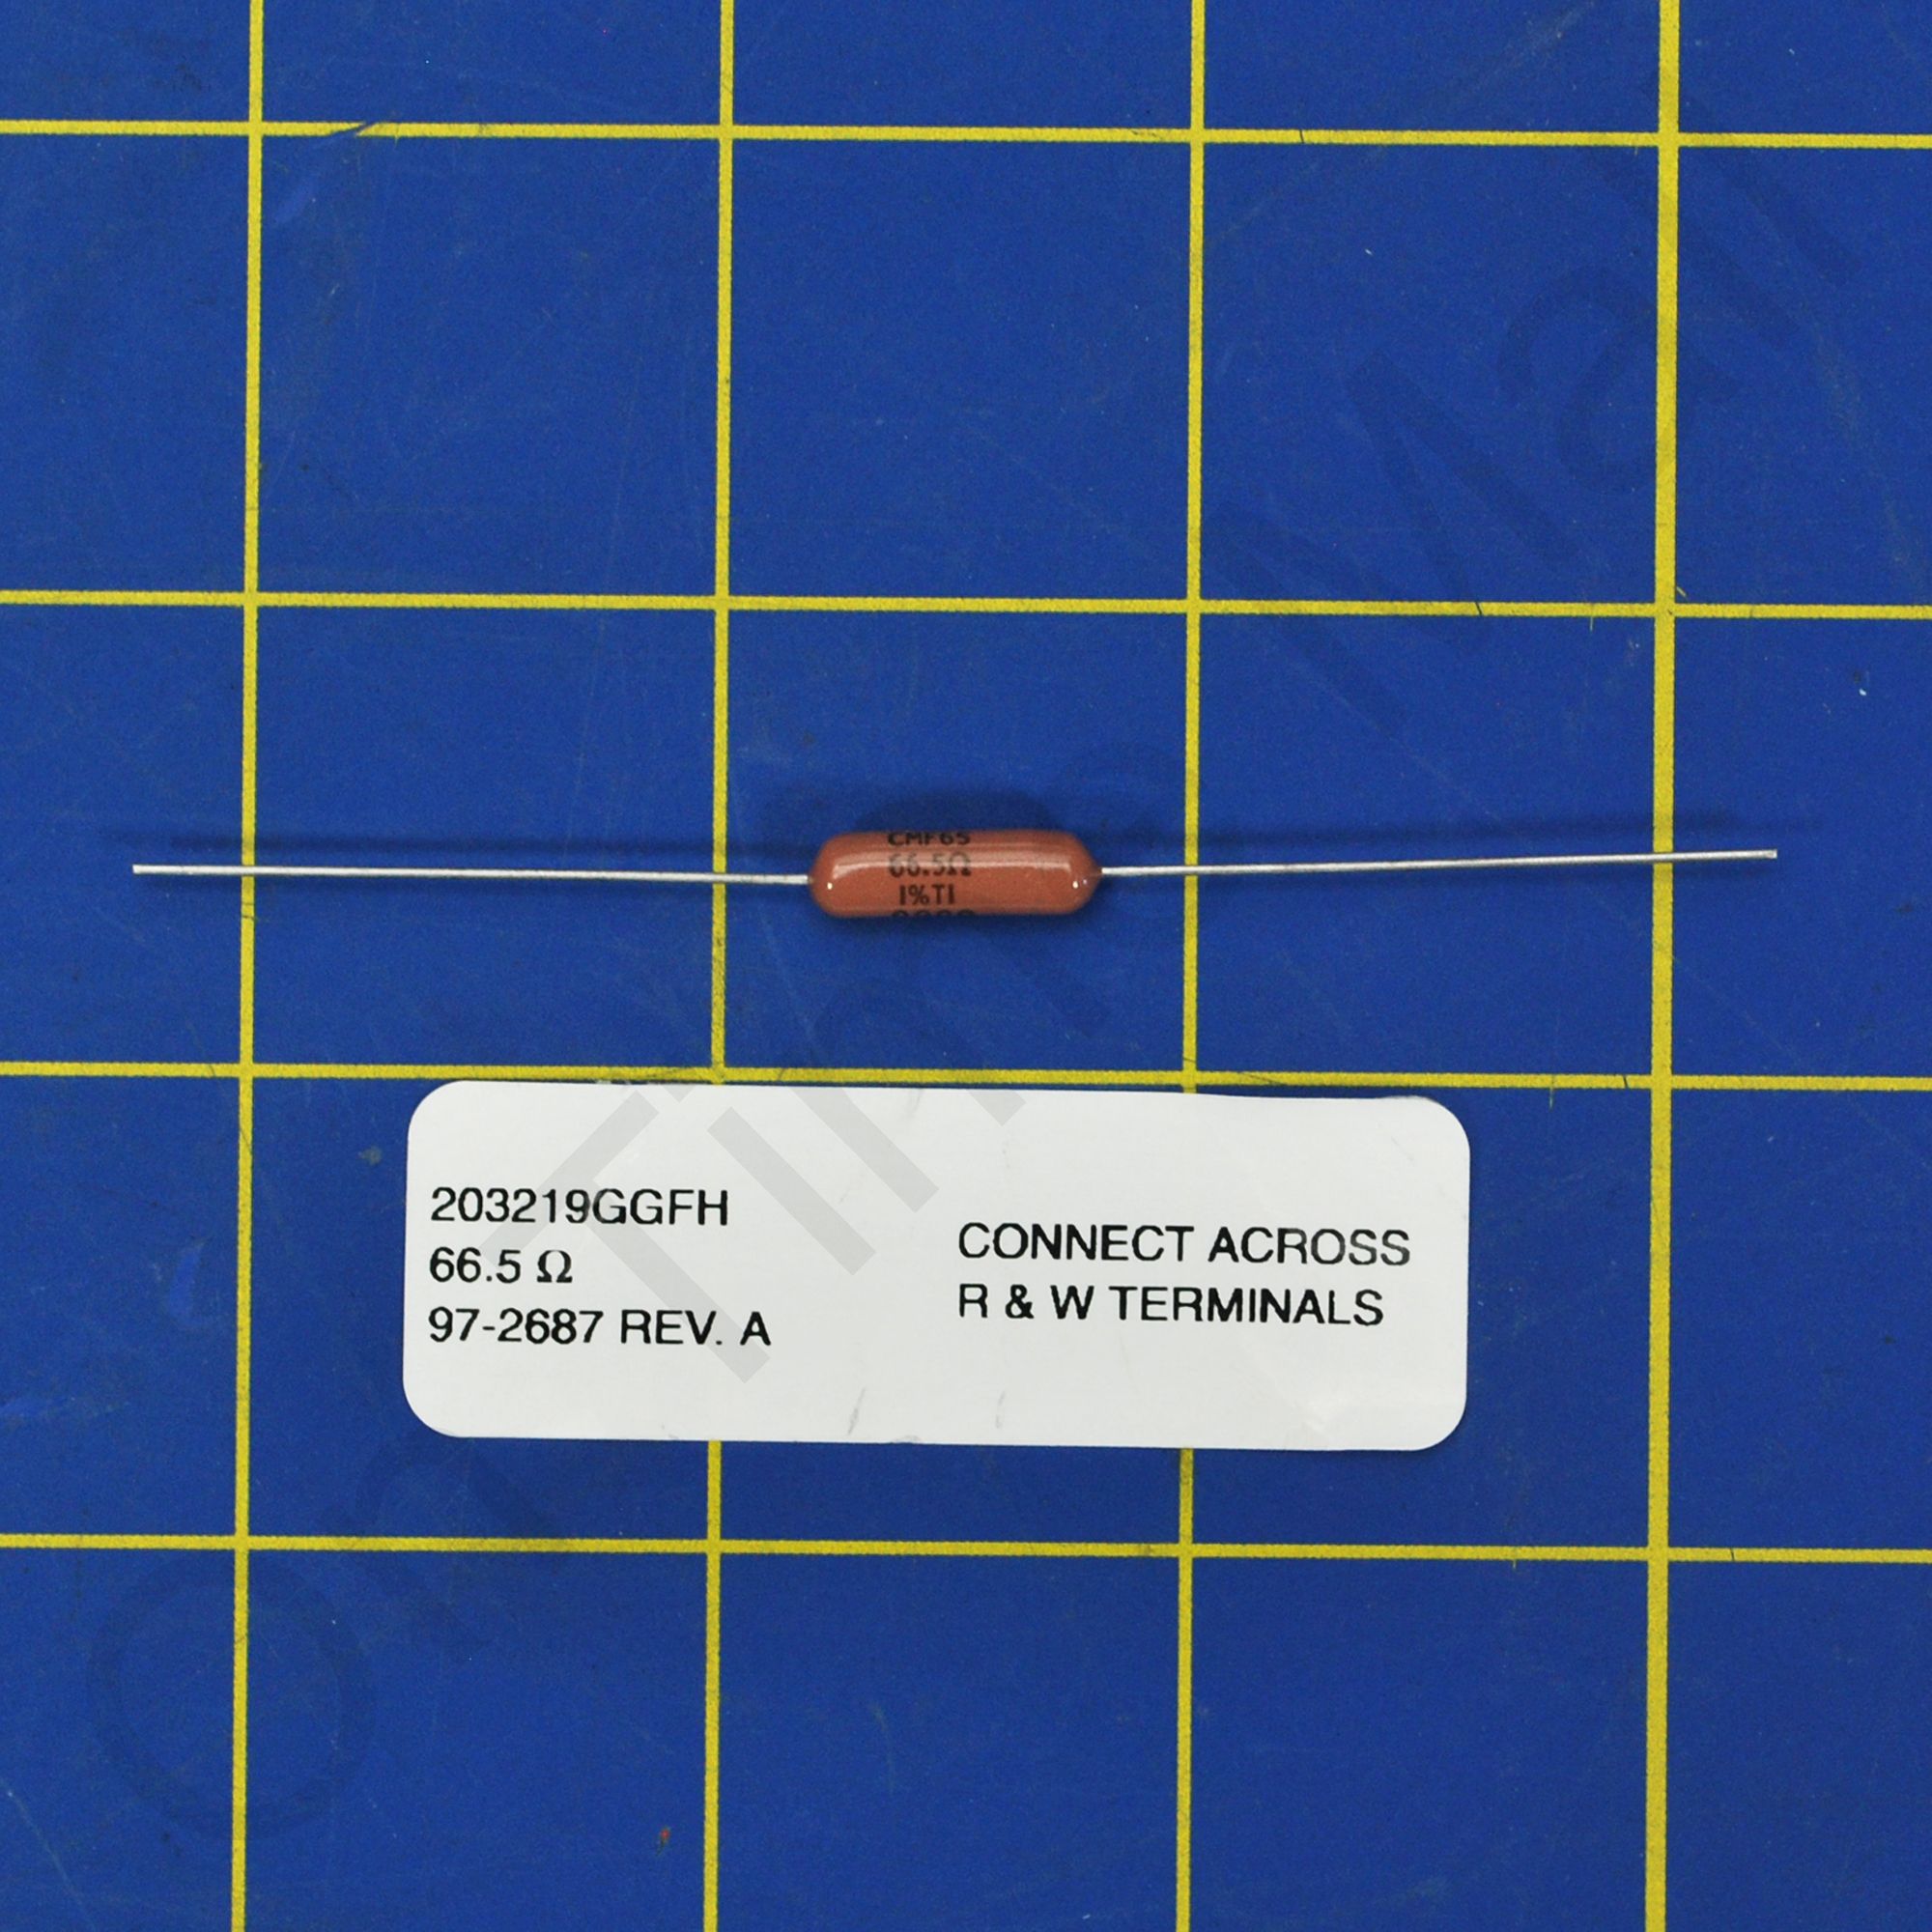 CMF65
66.5Ω
1%T1
203219GGFH
66.5 Ω
97-2687 REV. A
CONNECT ACROSS
R & W TERMINALS